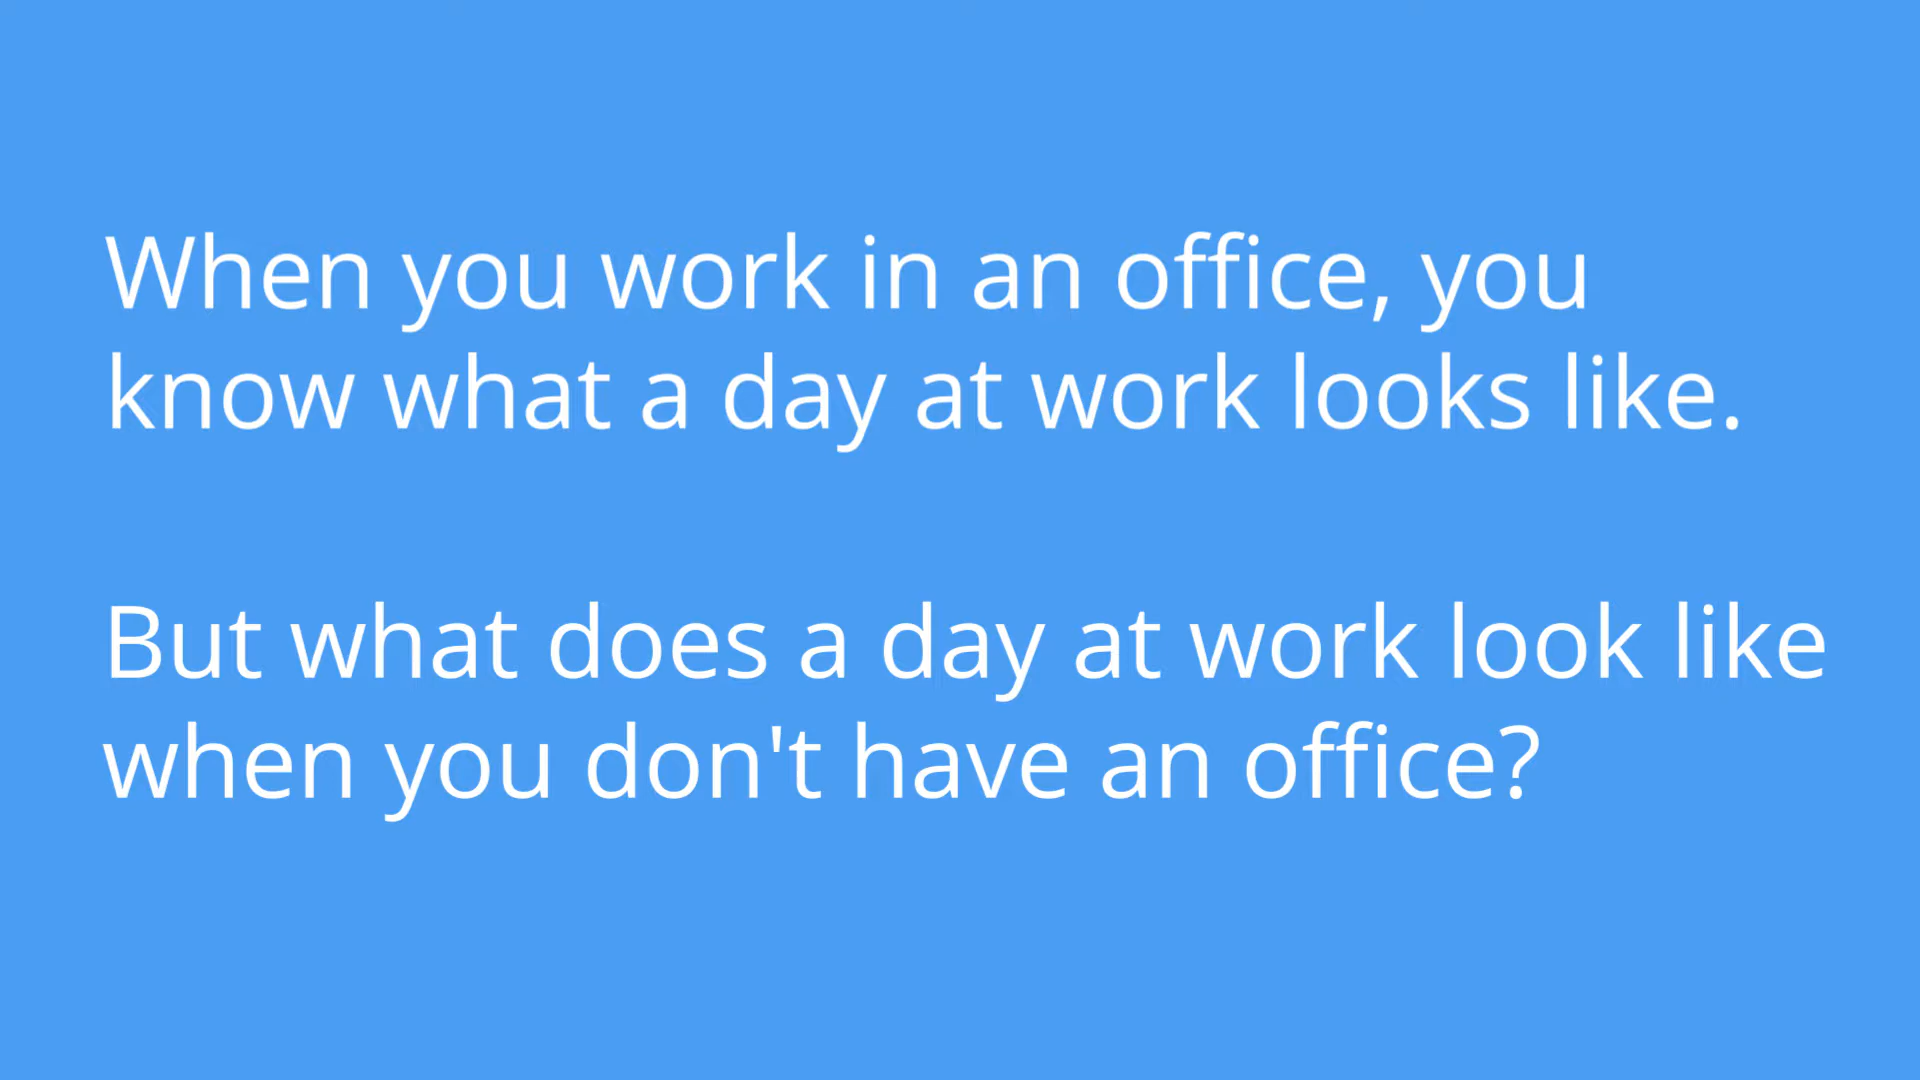 When you work in an office, you
know what a day at work looks like.
But what does a day at work look like
when you don't have an office?